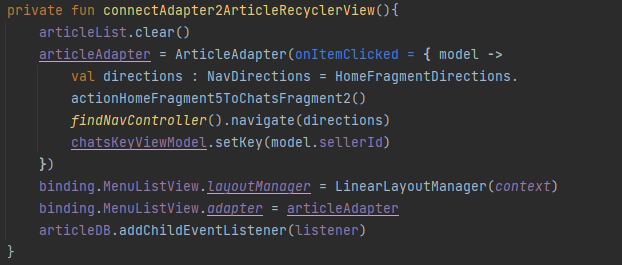 private fun connectAdapter2ArticleRecyclerView(){
articleList.clear()
articleAdapter = ArticleAdapter(onItemClicked = { model ->
val directions : NavDirections = HomeFragmentDirections.
actionHomeFragment5ToChatsFragment2()
findNavController().navigate(directions)
chatsKeyViewModel.setKey(model.sellerId)
})
binding.MenuListView.layoutManager = LinearLayoutManager(context)
binding.MenuListView.adapter = articleAdapter
articleDB.addChildEventListener(listener)
}